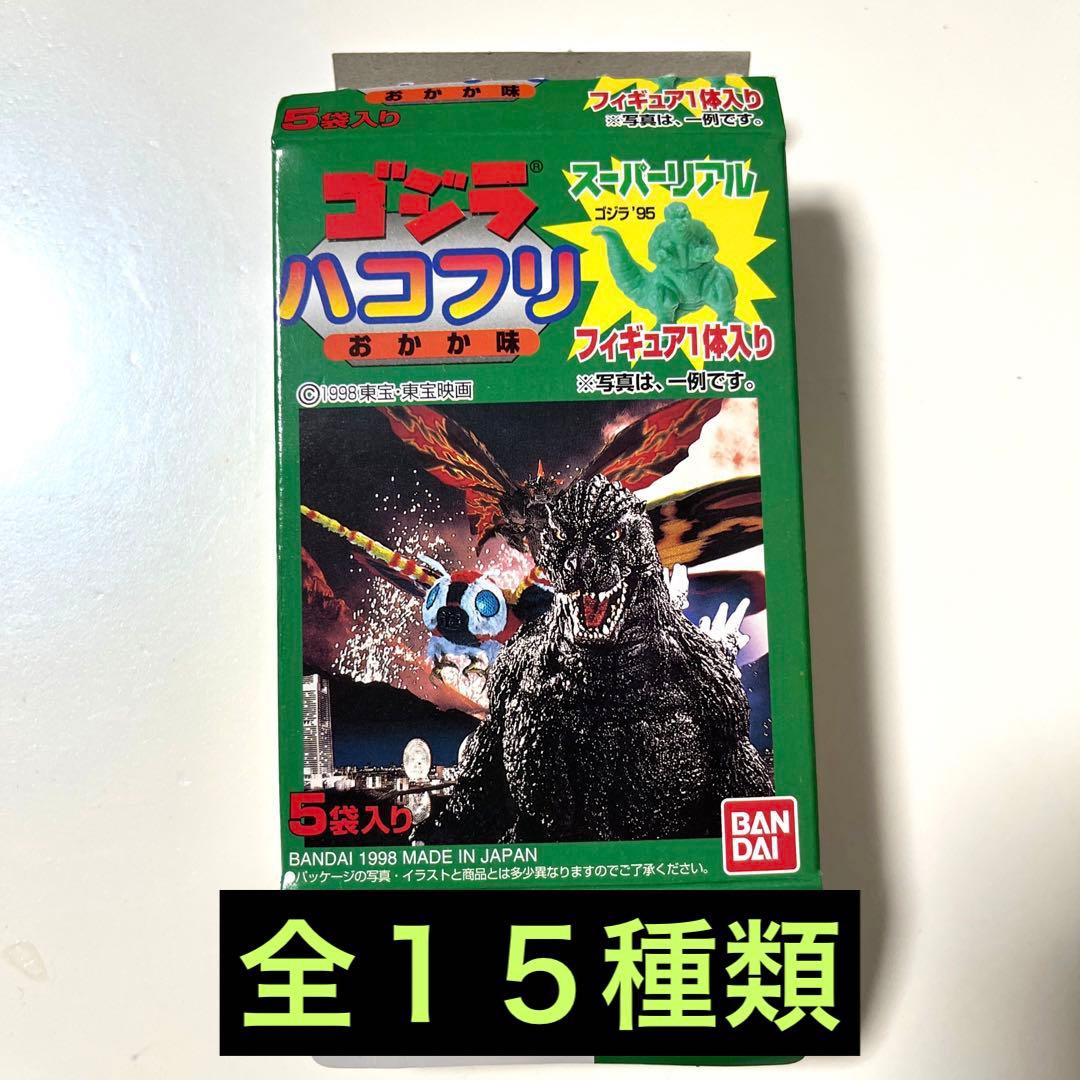 おかか味
5袋入り
フィギュア1体入り
※写真は、一例です。
ゴジラ®
ハコフリ
おかか味
スーパーリアル
ゴジラ'95
フィギュア1体入り
※写真は、一例です。
©1998東宝・東宝映画
5袋入り
BAN
DAI
BANDAI 1998 MADE IN JAPAN
●パッケージの写真・イラストと商品とは多少異なりますのでご了承ください。
全15種類